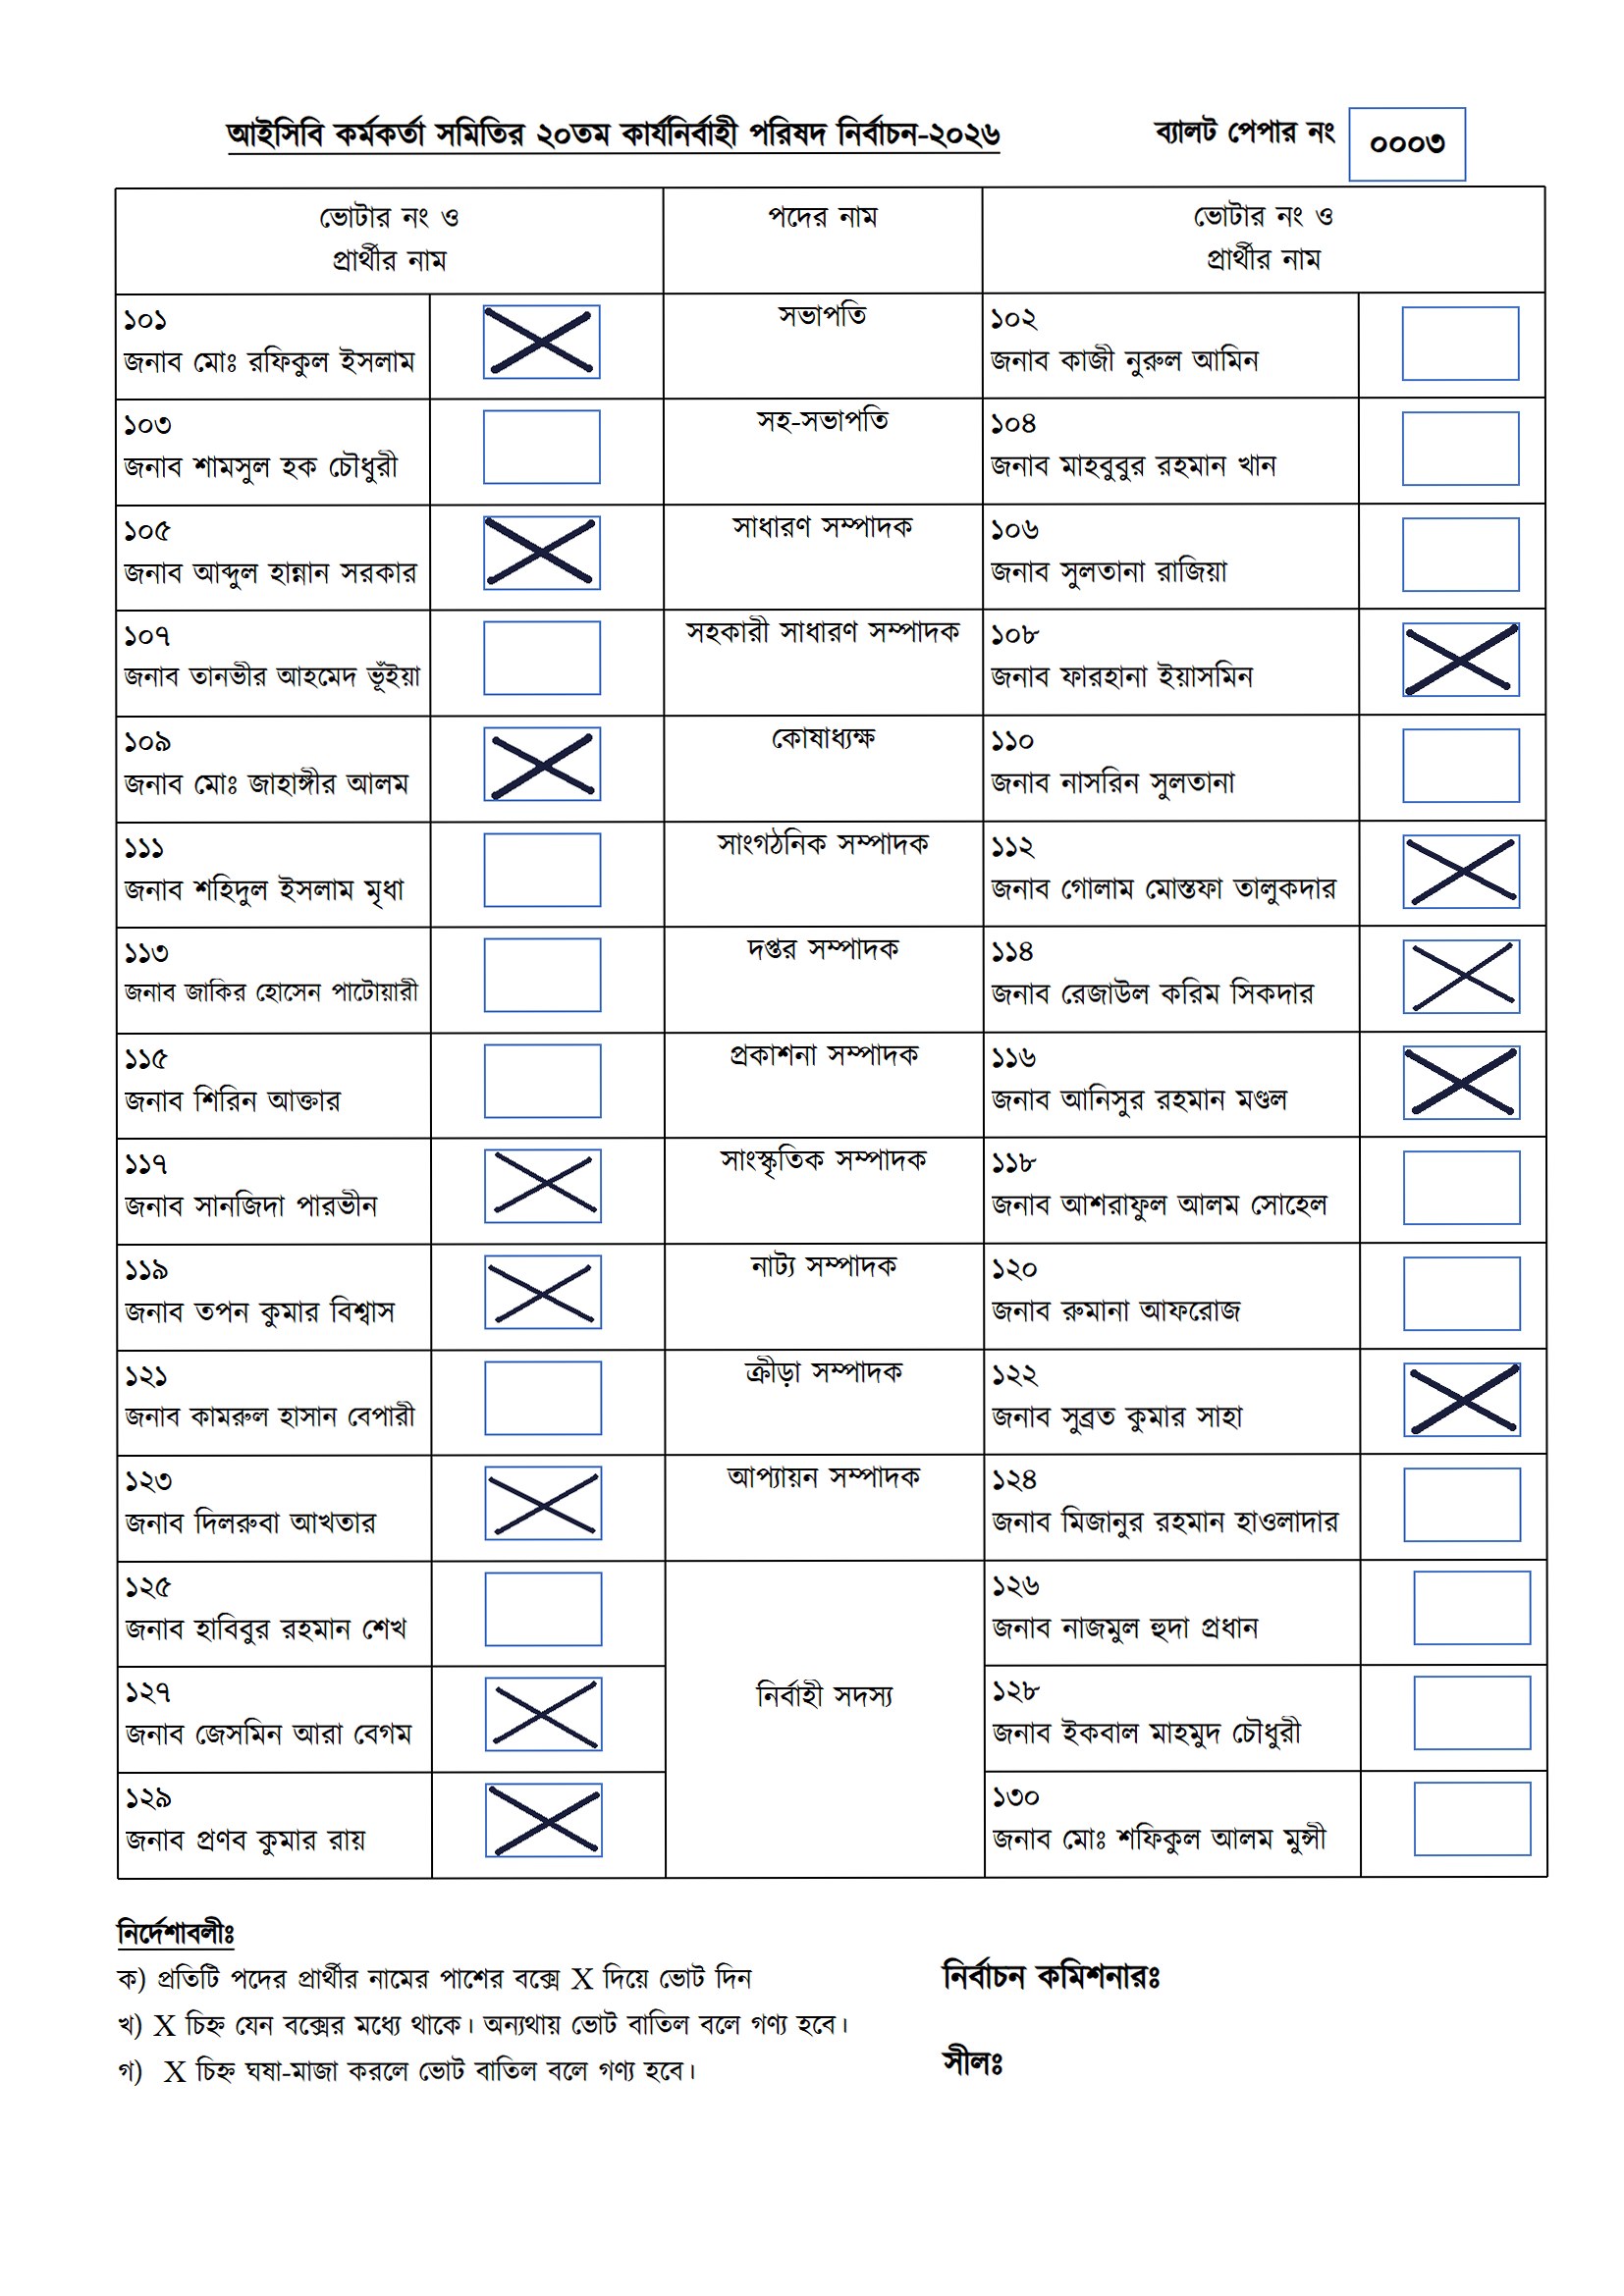 আইসিবি কর্মকর্তা সমিতির ২০তম কার্যনির্বাহী পরিষদ নির্বাচন-২০২৬
ব্যালট পেপার নং ০০০৩
ভোটার নং ও
প্রার্থীর নাম
পদের নাম
ভোটার নং ও
প্রার্থীর নাম
১০১
জনাব মোঃ রফিকুল ইসলাম
সভাপতি
১০২
জনাব কাজী নুরুল আমিন
১০৩
জনাব শামসুল হক চৌধুরী
সহ-সভাপতি
১০৪
জনাব মাহবুবুর রহমান খান
১০৫
জনাব আব্দুল হান্নান সরকার
সাধারণ সম্পাদক
১০৬
জনাব সুলতানা রাজিয়া
১০৭
জনাব তানভীর আহমেদ ভূঁইয়া
সহকারী সাধারণ সম্পাদক
১০৮
জনাব ফারহানা ইয়াসমিন
১০৯
জনাব মোঃ জাহাঙ্গীর আলম
কোষাধ্যক্ষ
১১০
জনাব নাসরিন সুলতানা
১১১
জনাব শহিদুল ইসলাম মৃধা
সাংগঠনিক সম্পাদক
১১২
জনাব গোলাম মোস্তফা তালুকদার
১১৩
জনাব জাকির হোসেন পাটোয়ারী
দপ্তর সম্পাদক
১১৪
জনাব রেজাউল করিম সিকদার
১১৫
জনাব শিরিন আক্তার
প্রকাশনা সম্পাদক
১১৬
জনাব আনিসুর রহমান মণ্ডল
১১৭
জনাব সানজিদা পারভীন
সাংস্কৃতিক সম্পাদক
১১৮
জনাব আশরাফুল আলম সোহেল
১১৯
জনাব তপন কুমার বিশ্বাস
নাট্য সম্পাদক
১২০
জনাব রুমানা আফরোজ
১২১
জনাব কামরুল হাসান বেপারী
ক্রীড়া সম্পাদক
১২২
জনাব সুব্রত কুমার সাহা
১২৩
জনাব দিলরুবা আখতার
আপ্যায়ন সম্পাদক
১২৪
জনাব মিজানুর রহমান হাওলাদার
১২৫
জনাব হাবিবুর রহমান শেখ
১২৬
জনাব নাজমুল হুদা প্রধান
১২৭
জনাব জেসমিন আরা বেগম
নির্বাহী সদস্য
১২৮
জনাব ইকবাল মাহমুদ চৌধুরী
১২৯
জনাব প্রণব কুমার রায়
১৩০
জনাব মোঃ শফিকুল আলম মুন্সী
নির্দেশাবলীঃ
ক) প্রতিটি পদের প্রার্থীর নামের পাশের বক্সে X দিয়ে ভোট দিন
খ) X চিহ্ন যেন বক্সের মধ্যে থাকে। অন্যথায় ভোট বাতিল বলে গণ্য হবে।
গ) X চিহ্ন ঘষা-মাজা করলে ভোট বাতিল বলে গণ্য হবে।
নির্বাচন কমিশনারঃ
সীলঃ